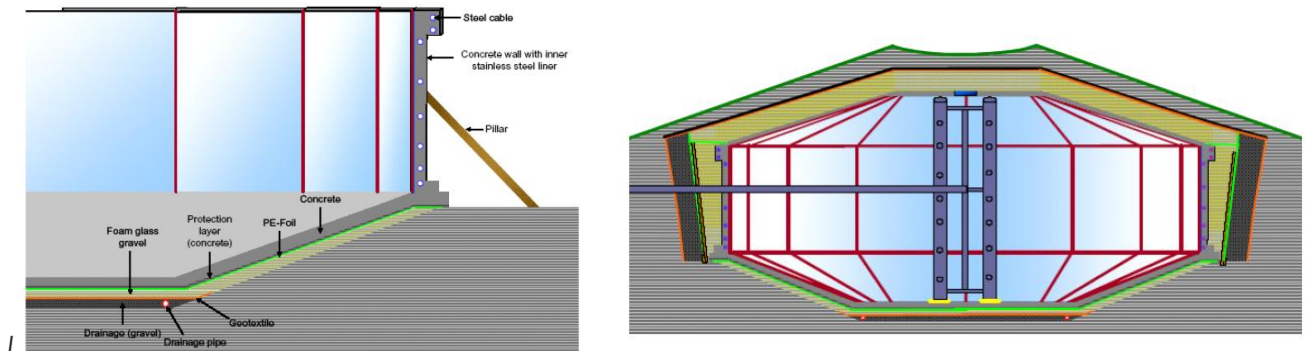 Steel cable
Concrete wall with inner
stainless steel liner
Pillar
Concrete
Protection
layer
(concrete)
PE-Foil
Foam glass
gravel
Geotextile
Drainage (gravel)
Drainage pipe
I